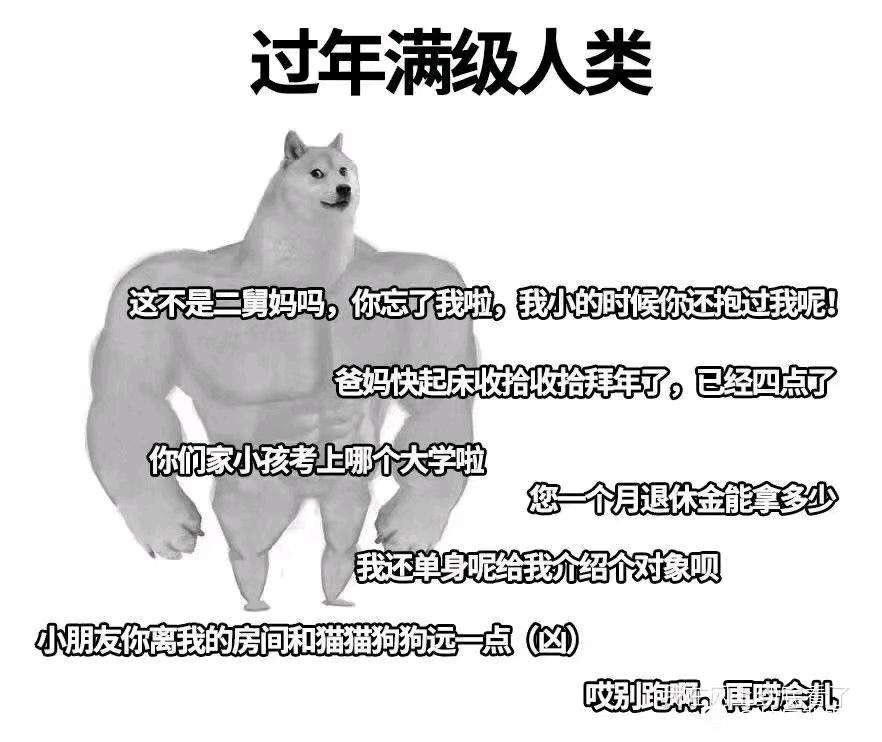 过年满级人类
这不是二舅妈吗，你忘了我啦，我小的时候你还抱过我呢！
爸妈快起床收拾收拾拜年了，已经四点了
你们家小孩考上哪个大学啦
您一个月退休金能拿多少
我还单身呢给我介绍个对象呗
小朋友你离我的房间和猫猫狗狗远一点（凶）
哎别跑啊，再唠会儿